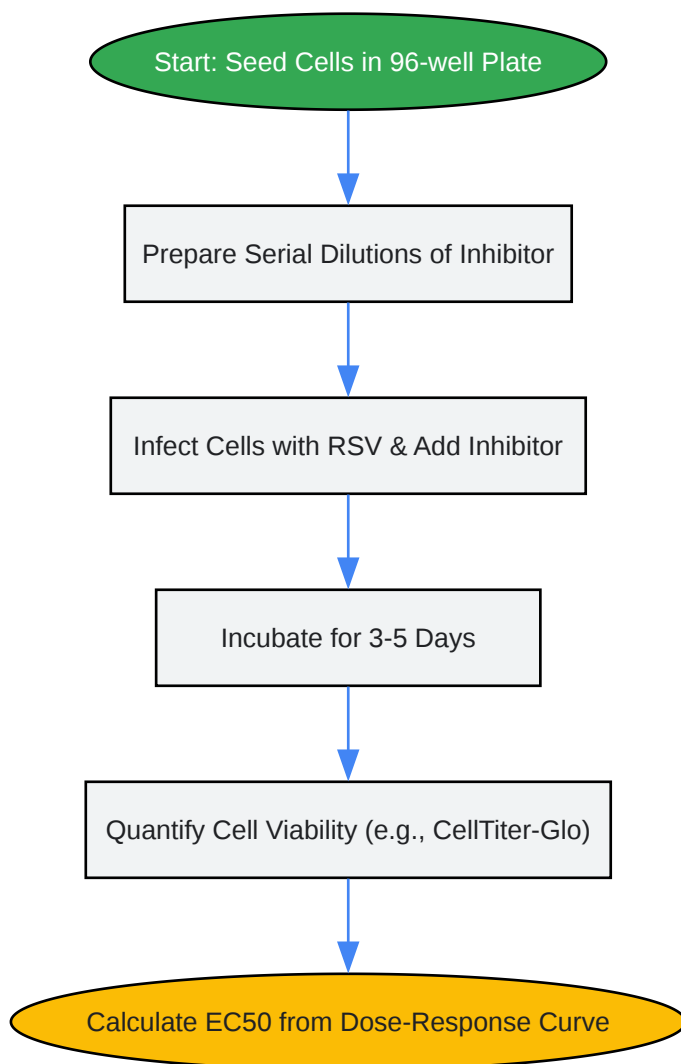 Start: Seed Cells in 96-well Plate
Prepare Serial Dilutions of Inhibitor
Infect Cells with RSV & Add Inhibitor
Incubate for 3-5 Days
Quantify Cell Viability (e.g., CellTiter-Glo)
Calculate EC50 from Dose-Response Curve